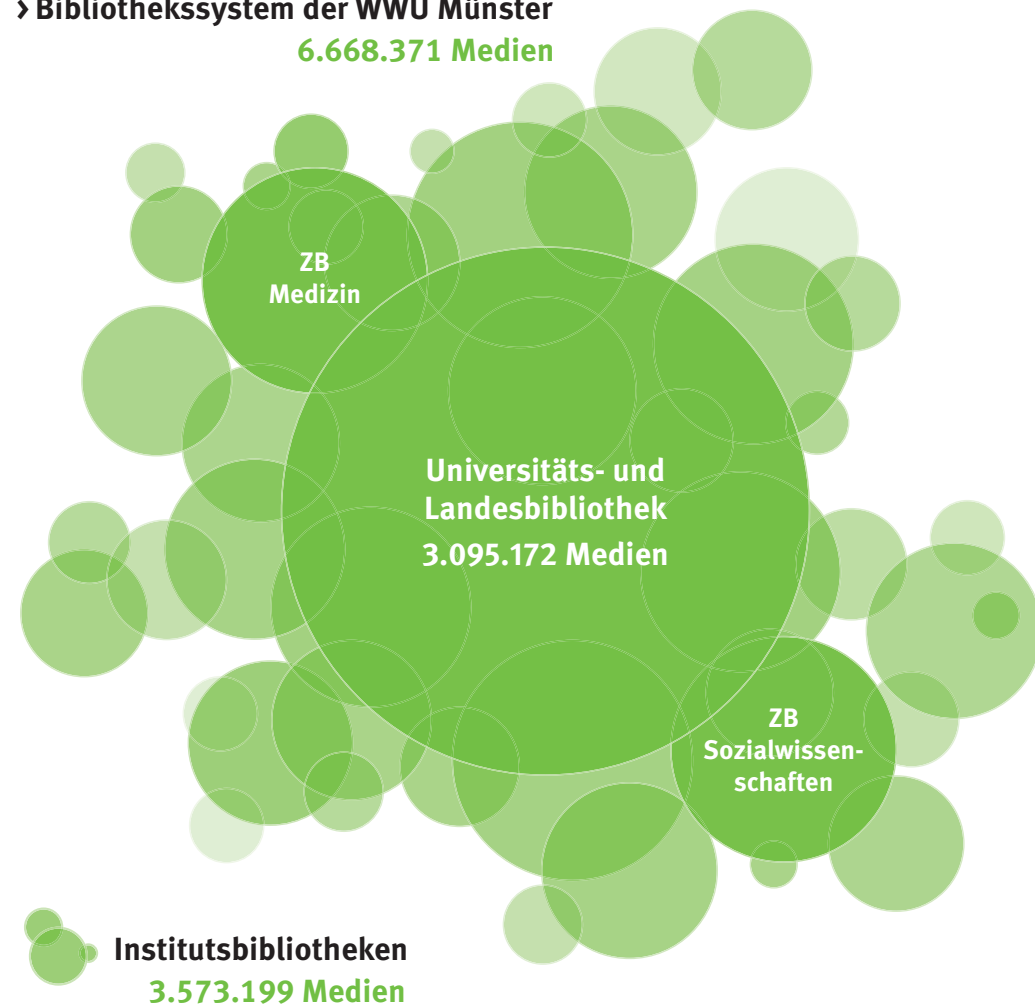 › Bibliothekssystem der WWU Münster
6.668.371 Medien
ZB
Medizin
Universitäts- und
Landesbibliothek
3.095.172 Medien
ZB
Sozialwissen-
schaften
Institutsbibliotheken
3.573.199 Medien